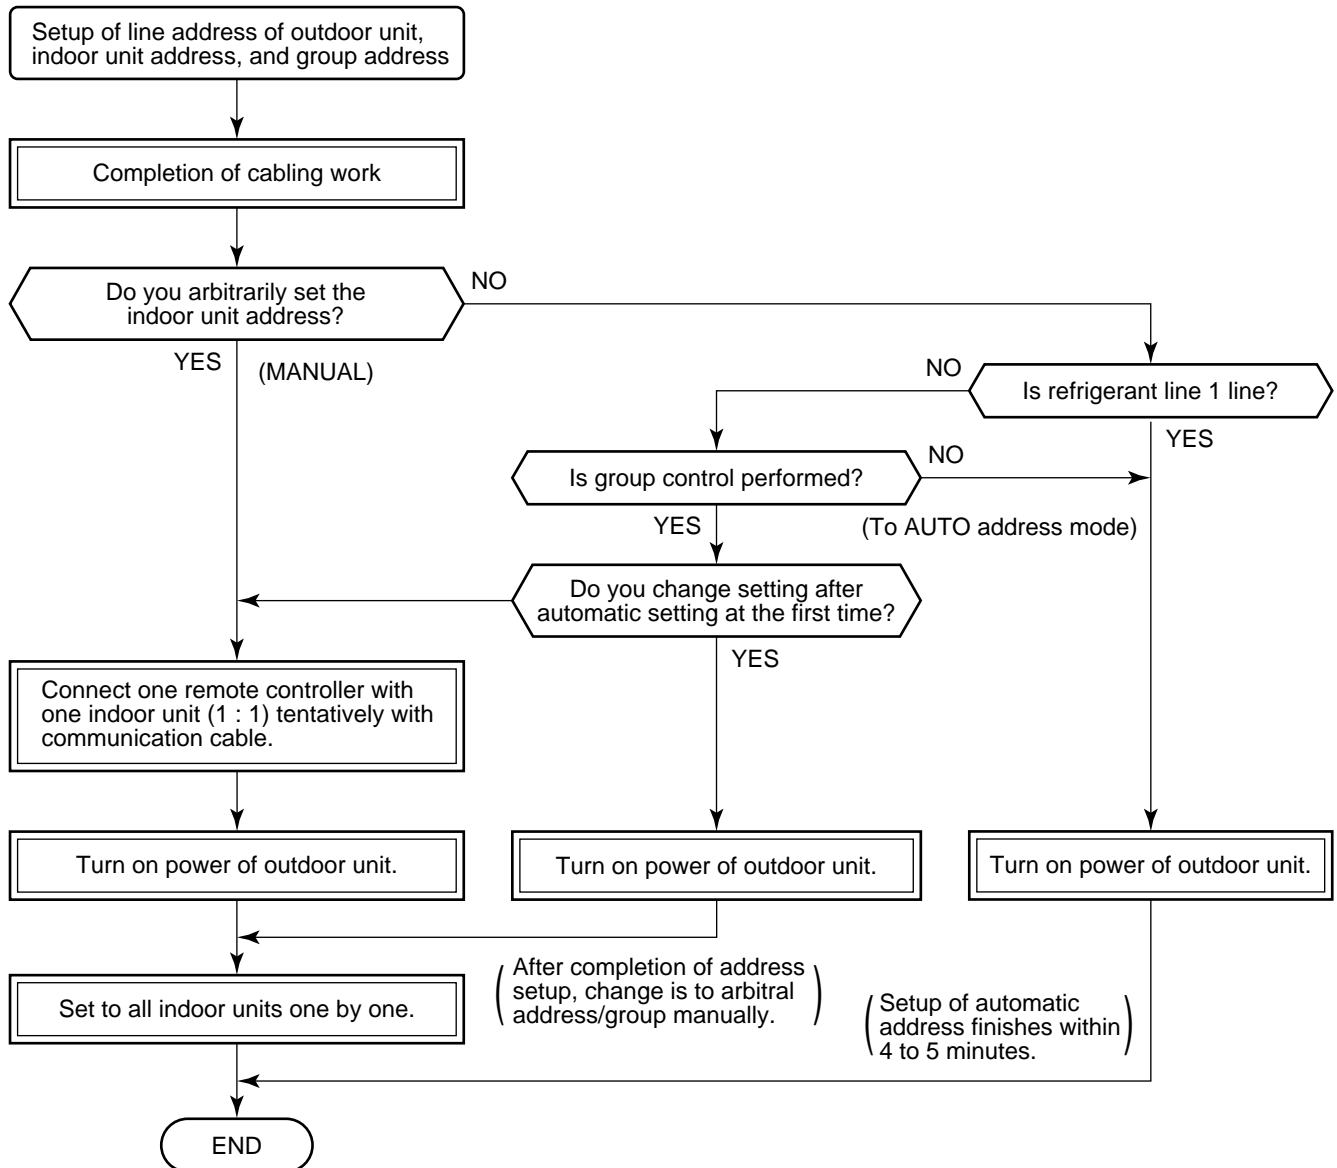 Setup of line address of outdoor unit,
indoor unit address, and group address
Completion of cabling work
Do you arbitrarily set the
indoor unit address?
NO
YES
(MANUAL)
NO
Is refrigerant line 1 line?
YES
Is group control performed?
NO
YES
(To AUTO address mode)
Do you change setting after
automatic setting at the first time?
YES
Connect one remote controller with
one indoor unit (1 : 1) tentatively with
communication cable.
Turn on power of outdoor unit.
Turn on power of outdoor unit.
Turn on power of outdoor unit.
(After completion of address
setup, change is to arbitral
address/group manually.)
Set to all indoor units one by one.
(Setup of automatic
address finishes within
4 to 5 minutes.)
END